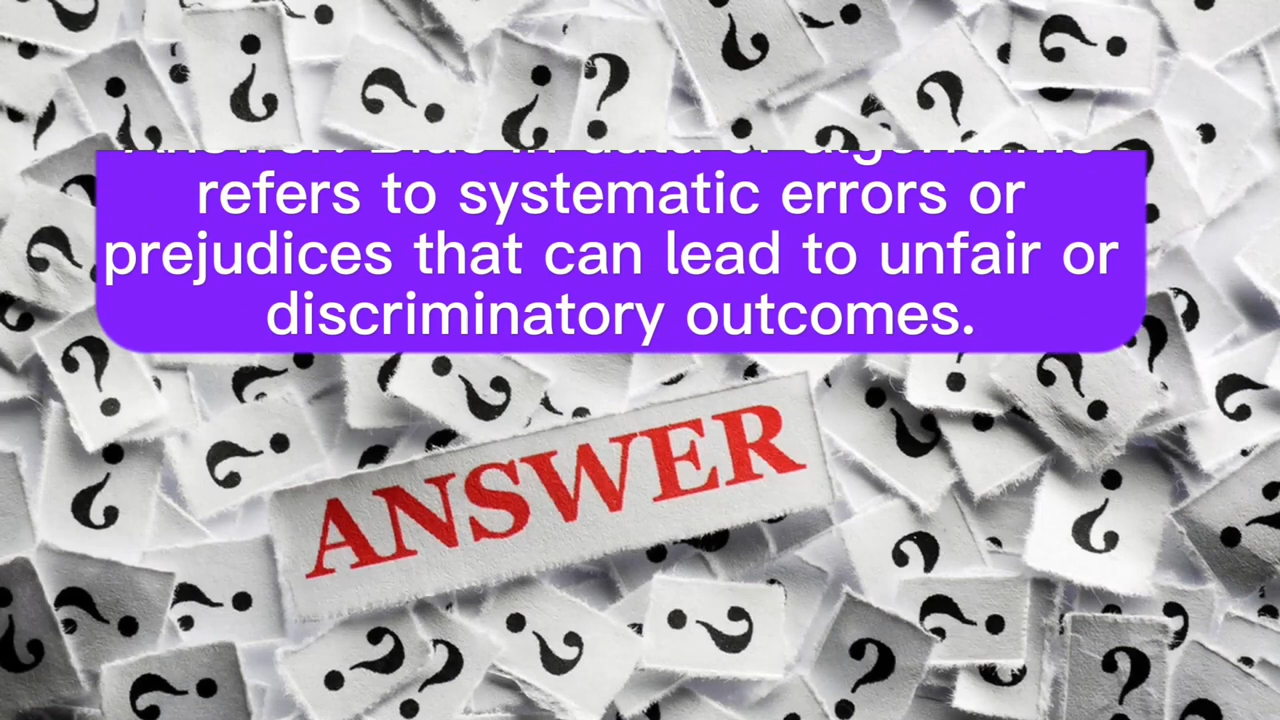 refers to systematic errors or
prejudices that can lead to unfair or
discriminatory outcomes.
ANSWER